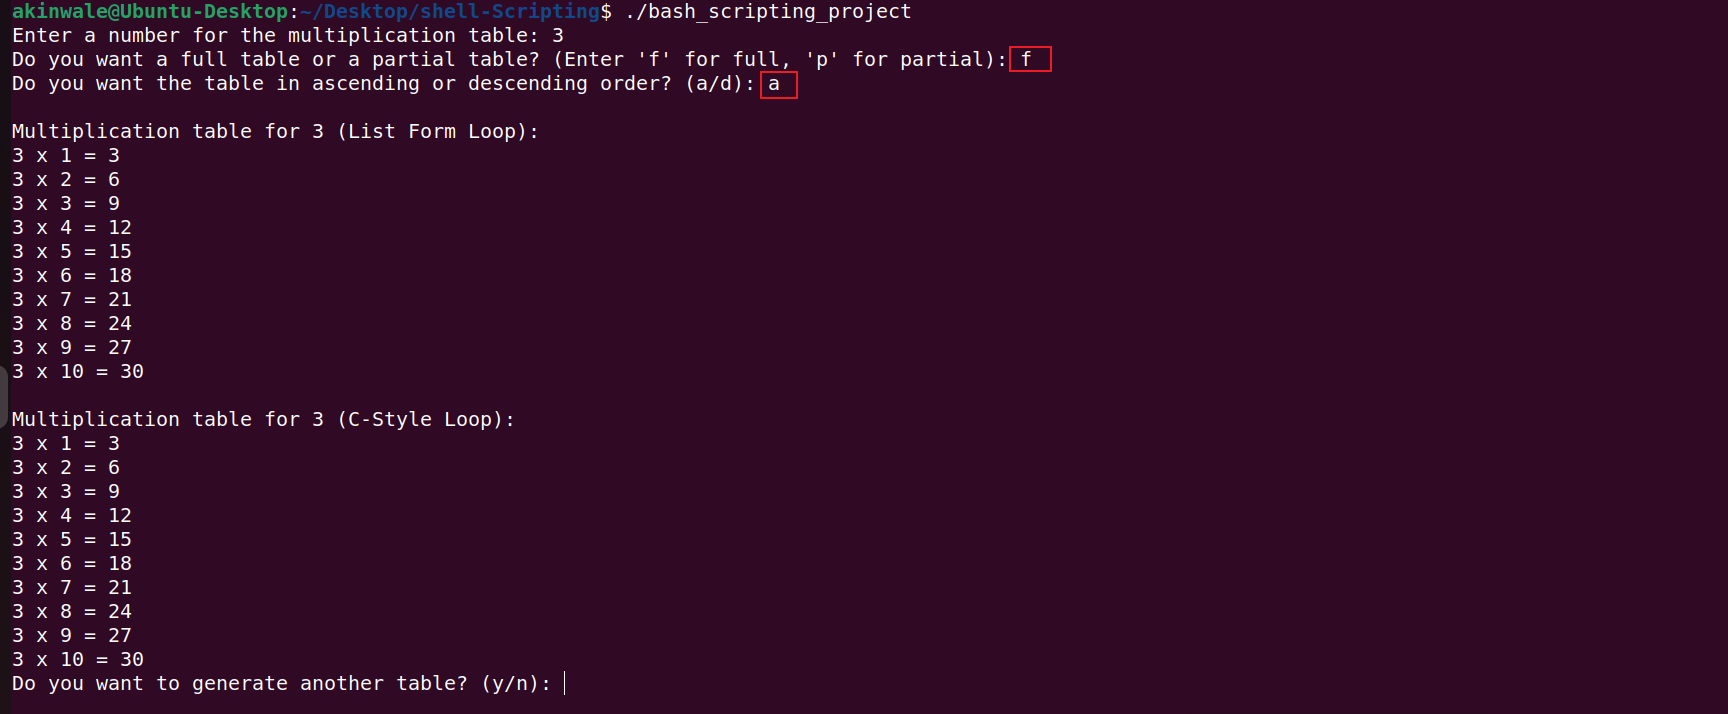 akinwale@Ubuntu-Desktop:~/Desktop/shell-Scripting$ ./bash_scripting_project
Enter a number for the multiplication table: 3
Do you want a full table or a partial table? (Enter 'f' for full, 'p' for partial): f
Do you want the table in ascending or descending order? (a/d): a
Multiplication table for 3 (List Form Loop):
3 x 1 = 3
3 x 2 = 6
3 x 3 = 9
3 x 4 = 12
3 x 5 = 15
3 x 6 = 18
3 x 7 = 21
3 x 8 = 24
3 x 9 = 27
3 x 10 = 30
Multiplication table for 3 (C-Style Loop):
3 x 1 = 3
3 x 2 = 6
3 x 3 = 9
3 x 4 = 12
3 x 5 = 15
3 x 6 = 18
3 x 7 = 21
3 x 8 = 24
3 x 9 = 27
3 x 10 = 30
Do you want to generate another table? (y/n):